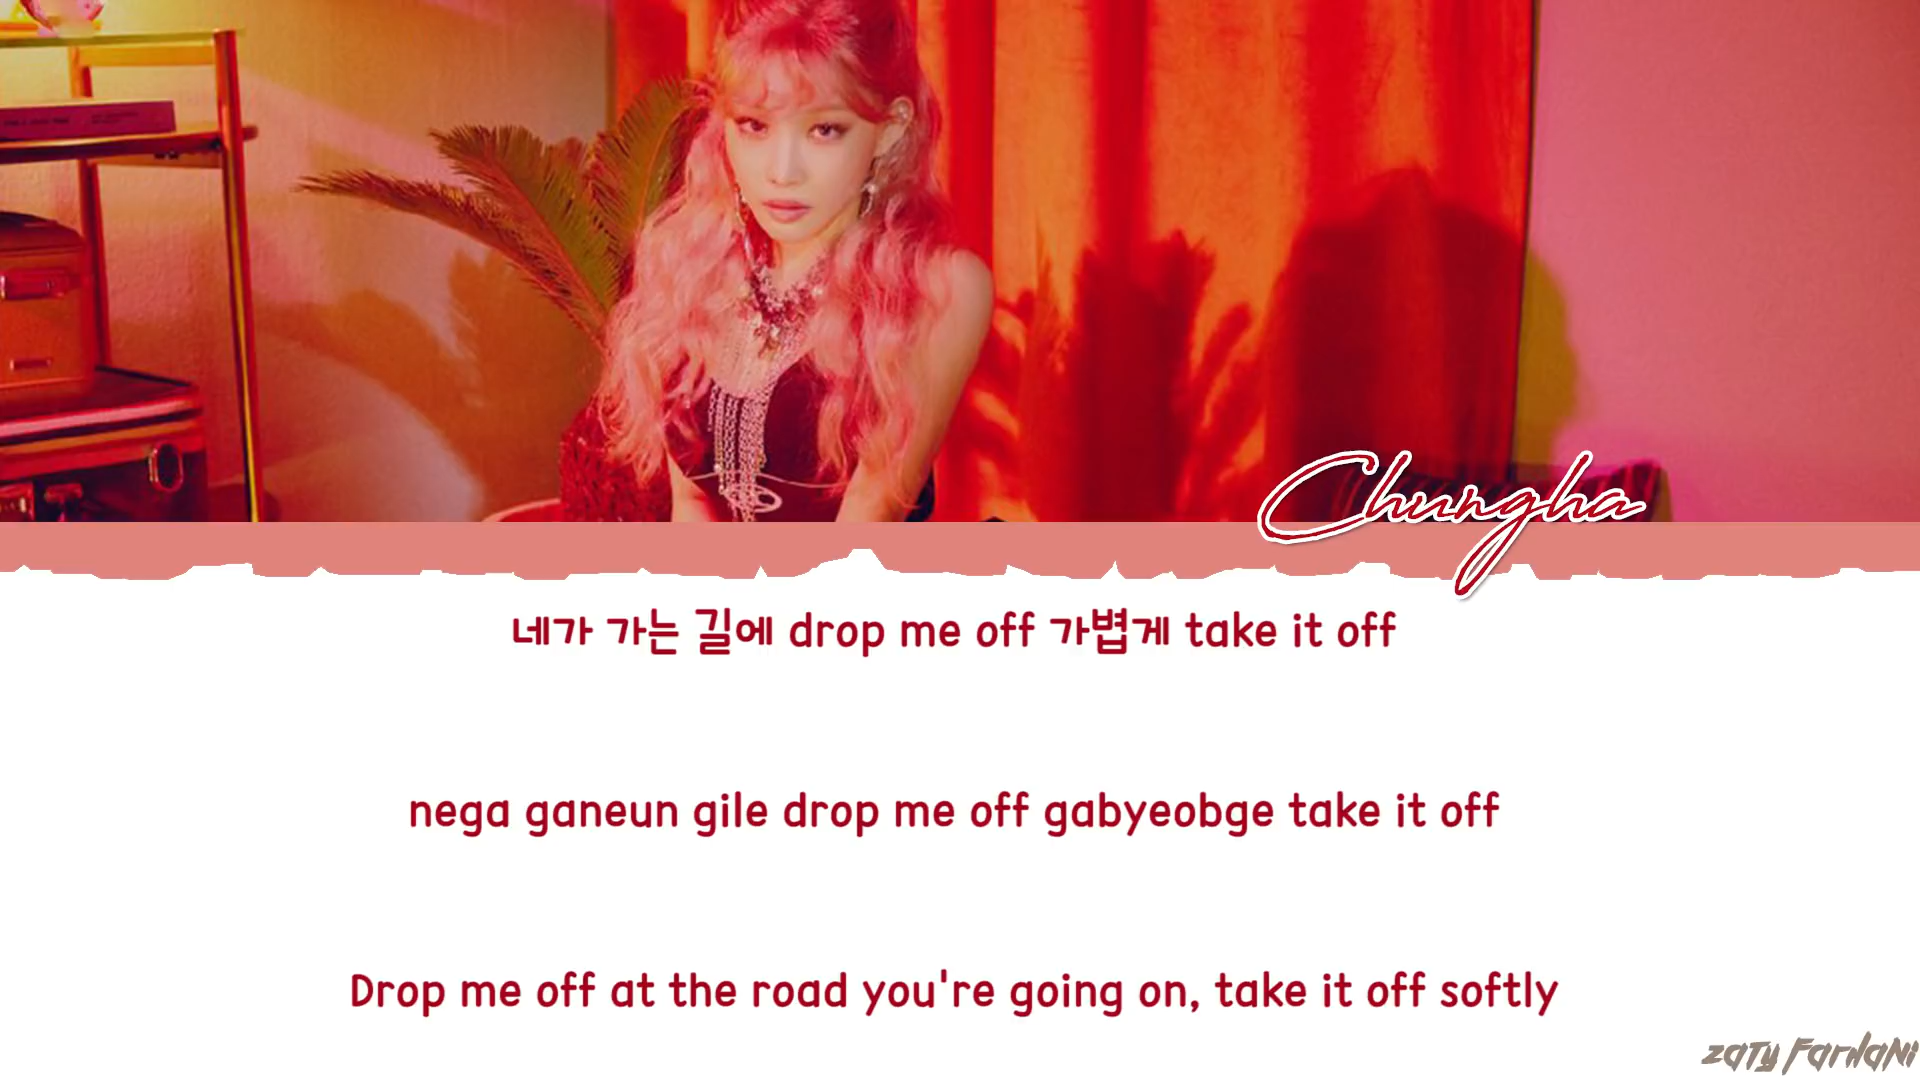 Chungha
네가 가는 길에 drop me off 가볍게 take it off
nega ganeun gile drop me off gabyeobge take it off
Drop me off at the road you're going on, take it off softly
zaty Fardani